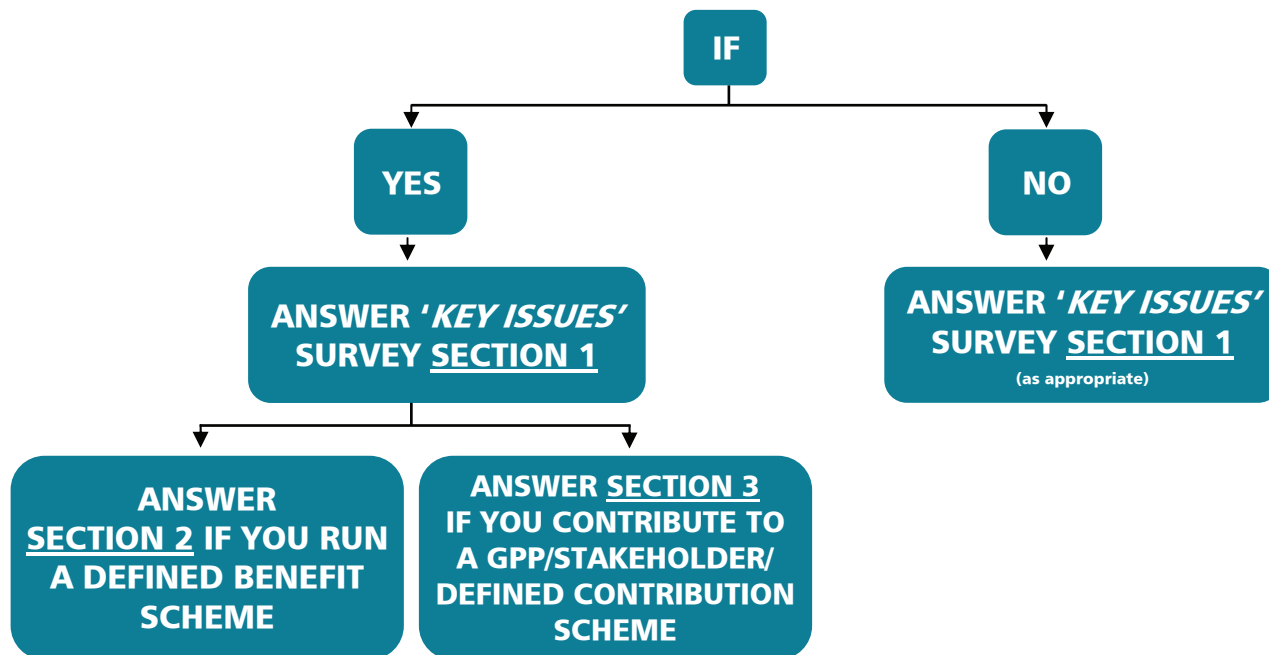 IF
YES
NO
ANSWER ‘KEY ISSUES’
SURVEY SECTION 1
ANSWER ‘KEY ISSUES’
SURVEY SECTION 1
(as appropriate)
ANSWER
SECTION 2 IF YOU RUN
A DEFINED BENEFIT
SCHEME
ANSWER SECTION 3
IF YOU CONTRIBUTE TO
A GPP/STAKEHOLDER/
DEFINED CONTRIBUTION
SCHEME